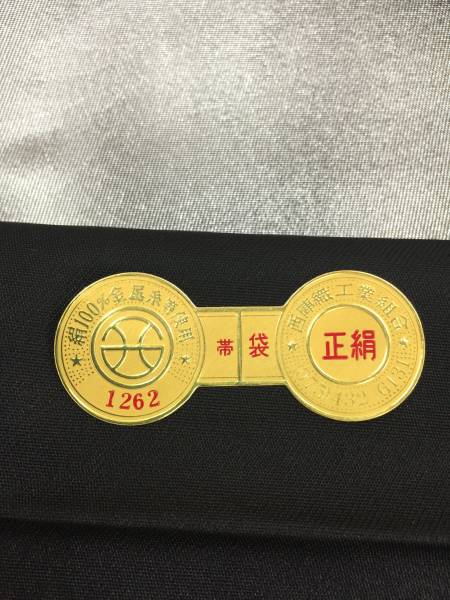 絹100%金属糸等使用
1262
帯 袋
西陣織工業組合
正絹